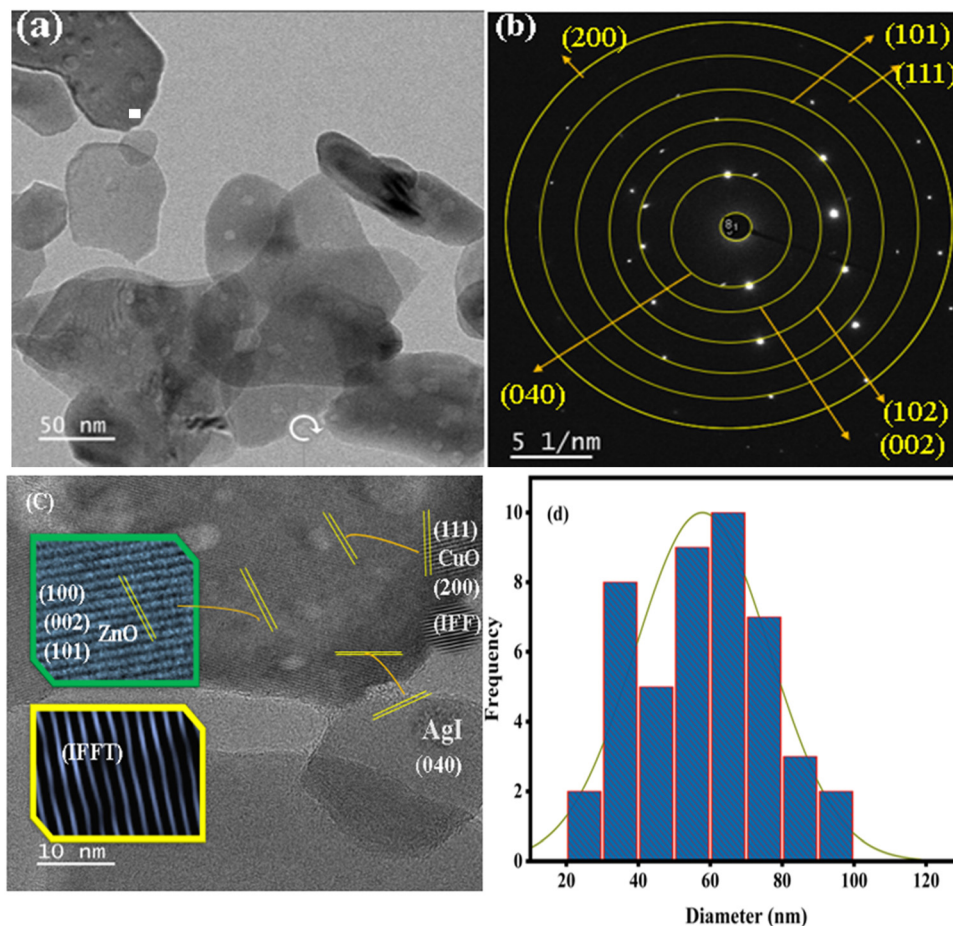 (a)
50 nm
(b)
(200)
(101)
(111)
(040)
(102)
(002)
5 1/nm
(C)
(100)
(002)
ZnO
(101)
(IFFT)
10 nm
(111)
CuO
(200)
(IFF)
AgI
(040)
(d)
Frequency
10
8
6
4
2
0
20
40
60
80
100
120
Diameter (nm)